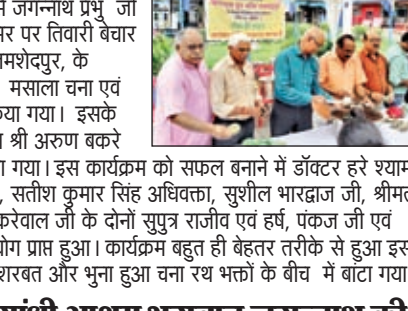 जगन्नाथ प्रभु जी
पर तिवारी बेचर
जमशेदपुर, के
मसाला चना एवं
गया। इसके
श्री अरुण बकरे
गया। इस कार्यक्रम को सफल बनाने में डॉक्टर हरे श्याम
, सतीश कुमार सिंह अधिवक्ता, सुशील भारद्वाज जी, श्रीमत
करेवाल जी के दोनों सुपुत्र राजीव एवं हर्ष, पंकज जी एवं
योग प्राप्त हुआ। कार्यक्रम बहुत ही बेहतर तरीके से हुआ इस
शरबत और भुना हुआ चना रथ भक्तों के बीच में बांटा गया